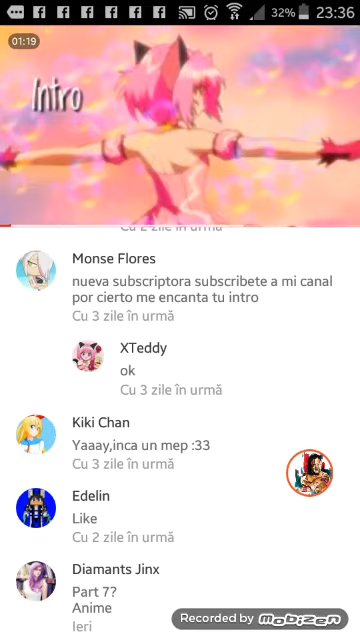 32% 23:36
01:19
Intro
Cu 2 zile în urmă
Monse Flores
nueva subscriptora subscribete a mi canal
por cierto me encanta tu intro
Cu 3 zile în urmă
XTeddy
ok
Cu 3 zile în urmă
Kiki Chan
Yaaay,inca un mep :33
Cu 3 zile în urmă
Edelin
Like
Cu 2 zile în urmă
Diamants Jinx
Part 7?
Anime
Ieri
Recorded by Mobizen